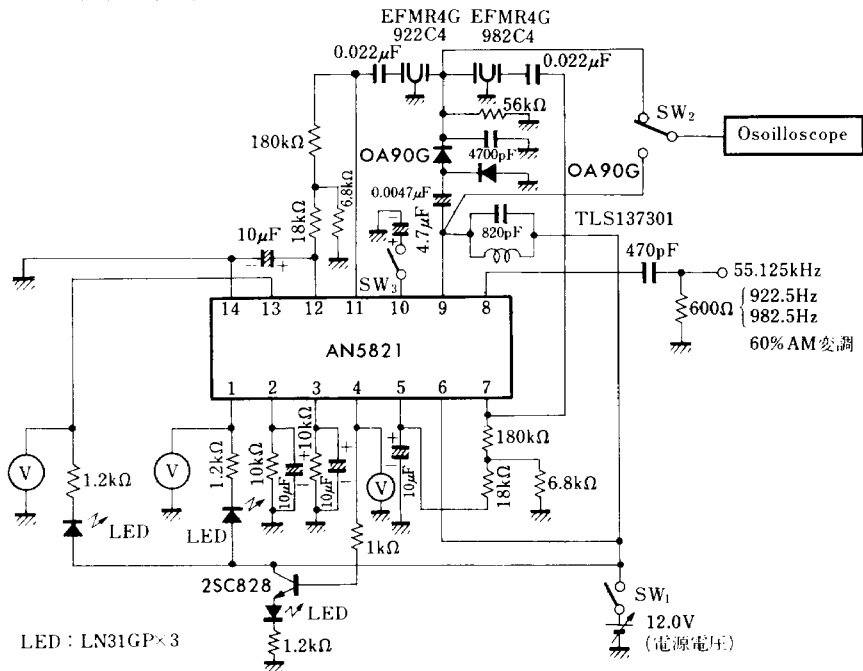 EFMR4G EFMR4G
922C4 982C4
0.022μF
0.022μF
56kΩ
SW₂
Osoilloscope
180kΩ
OA90G
4700pF
OA90G
6.8kΩ
0.0047μF
18kΩ
10μF
4.7μF
820pF
TLS137301
470pF
SW₃
55.125kHz
600Ω
922.5Hz
982.5Hz
60%AM変調
14 13 12 11 10 9 8
AN5821
1 2 3 4 5 6 7
V
1.2kΩ
LED
V
1.2kΩ
LED
10kΩ
10μF
10kΩ
10μF
V
10μF
180kΩ
18kΩ
6.8kΩ
1kΩ
2SC828
LED
1.2kΩ
SW₁
12.0V
(電源電圧)
LED：LN31GP×3